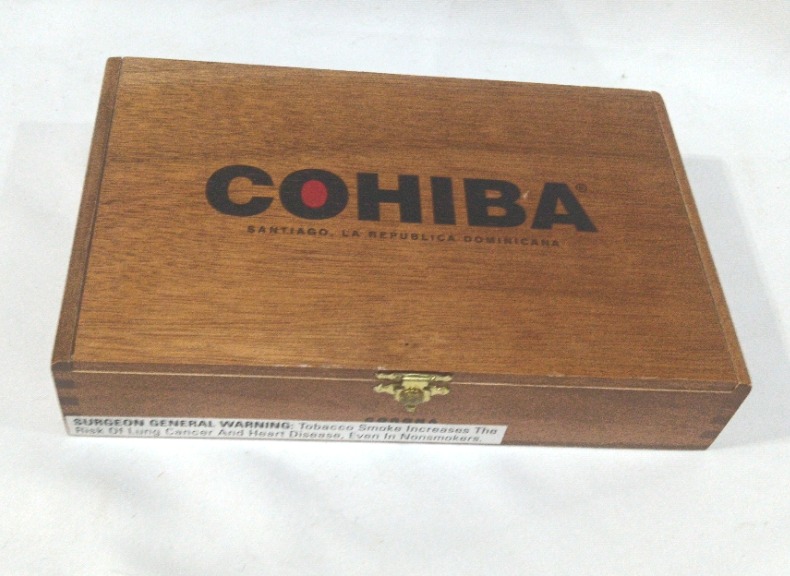 COHIBA®
SANTIAGO, LA REPUBLICA DOMINICANA
SURGEON GENERAL WARNING: Tobacco Smoke Increases The
Risk Of Lung Cancer And Heart Disease, Even In Nonsmokers.